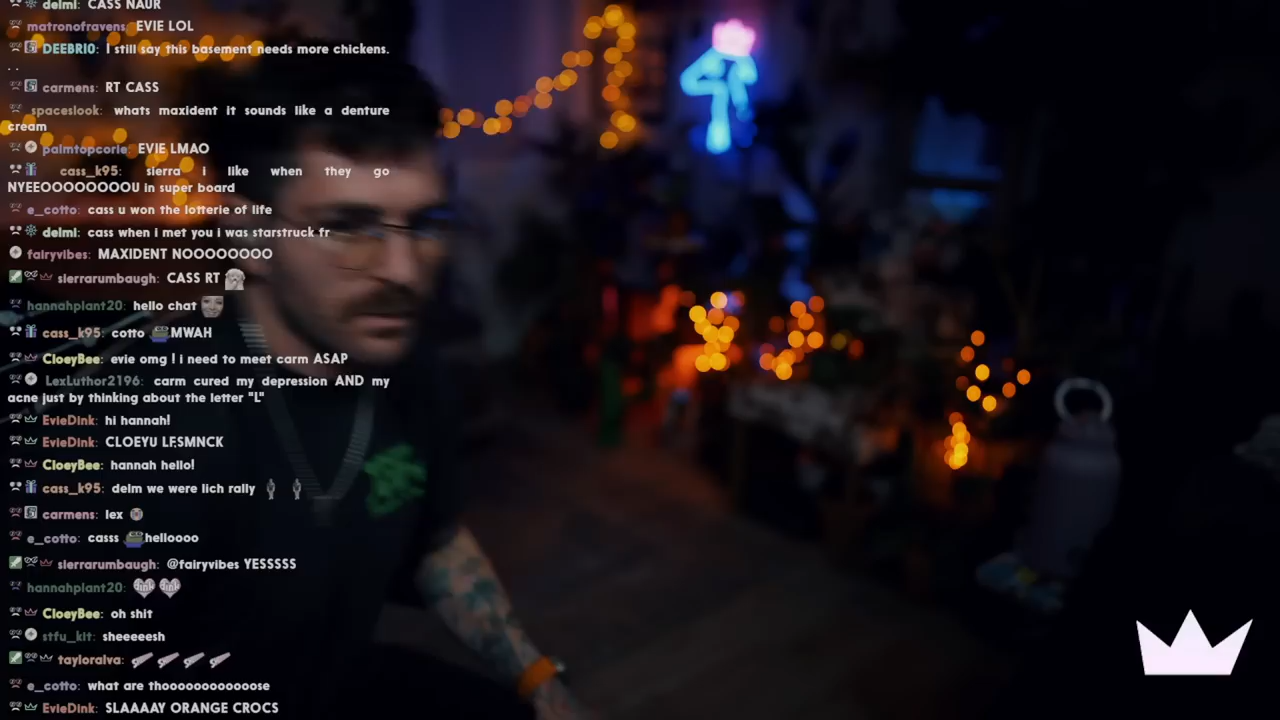 delml: CASS NAUR
matronofravens: EVIE LOL
DEEBRIO: I still say this basement needs more chickens.
. .
carmens: RT CASS
spaceslook: whats maxident it sounds like a denture
cream
palmtopcorie: EVIE LMAO
cass_k95: sierra i like when they go
NYEEOOOOOOOOU in super board
e_cotto: cass u won the lotterie of life
delml: cass when i met you i was starstruck fr
fairyvibes: MAXIDENT NOOOOOOOO
sierrarumbaugh: CASS RT
hannahplant20: hello chat
cass_k95: cotto MWAH
CloeyBee: evie omg ! i need to meet carm ASAP
LexLuthor2196: carm cured my depression AND my
acne just by thinking about the letter "L"
EvieDink: hi hannah!
EvieDink: CLOEYU LFSMNCK
CloeyBee: hannah hello!
cass_k95: delm we were lich rally
carmens: lex
e_cotto: casss helloooo
sierrarumbaugh: @fairyvibes YESSSSS
hannahplant20:
CloeyBee: oh shit
stfu_kit: sheeeeesh
tayloralva:
e_cotto: what are thoooooooooooose
EvieDink: SLAAAAY ORANGE CROCS